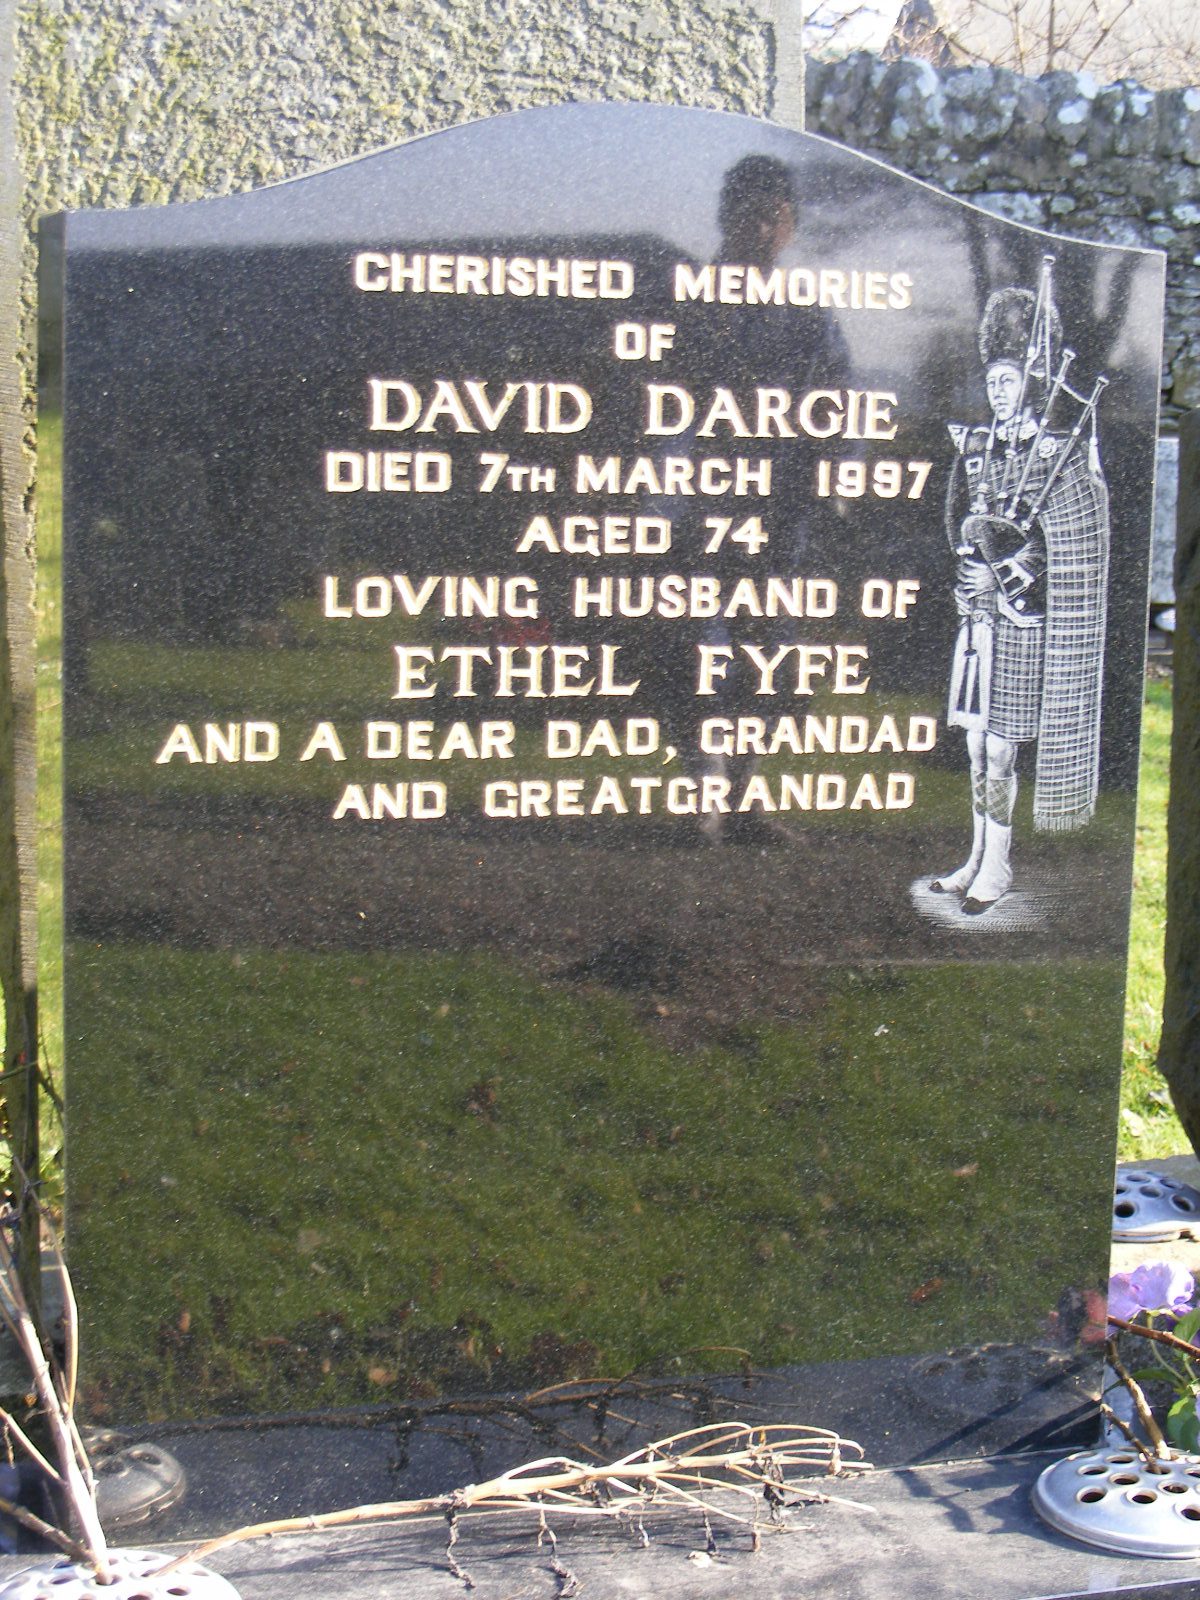 CHERISHED MEMORIES
OF
DAVID DARGIE
DIED 7TH MARCH 1997
AGED 74
LOVING HUSBAND OF
ETHEL FYFE
AND A DEAR DAD, GRANDAD
AND GREATGRANDAD